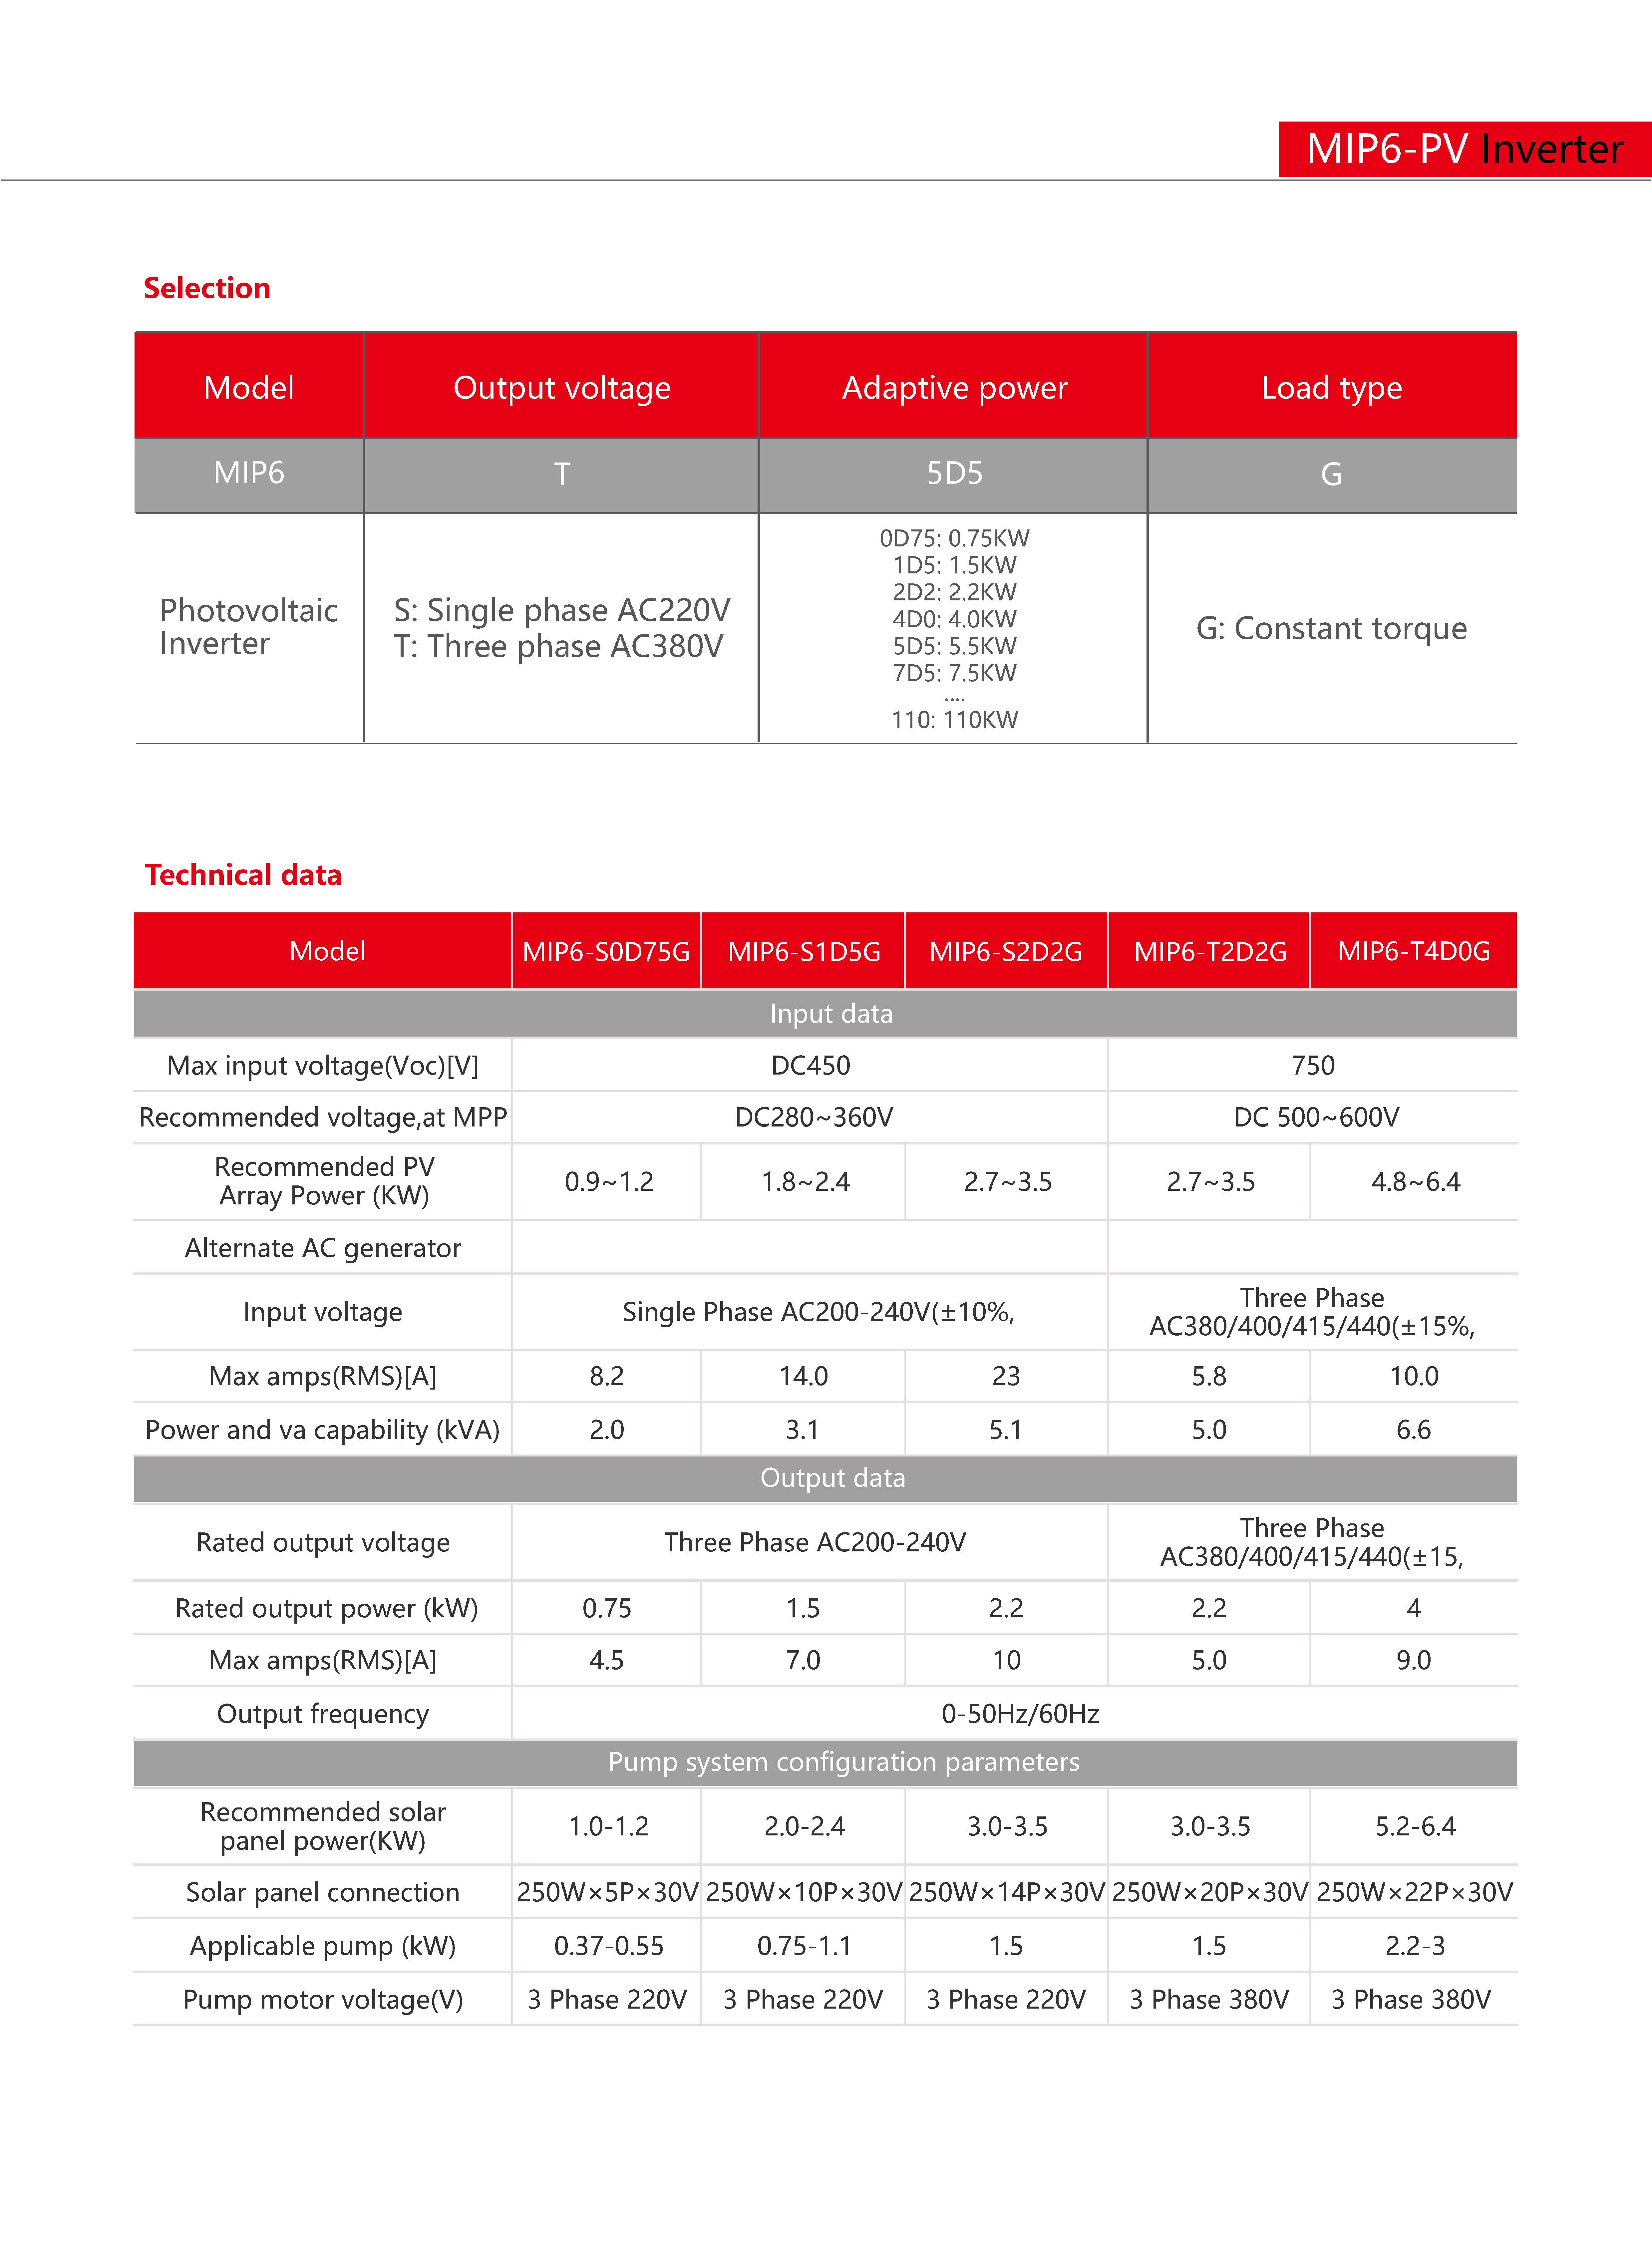 MIP6-PV Inverter
Selection
Model Output voltage Adaptive power Load type
MIP6 T 5D5 G
Photovoltaic
Inverter
S: Single phase AC220V
T: Three phase AC380V
0D75: 0.75KW
1D5: 1.5KW
2D2: 2.2KW
4D0: 4.0KW
5D5: 5.5KW
7D5: 7.5KW
....
110: 110KW
G: Constant torque
Technical data
Model MIP6-S0D75G MIP6-S1D5G MIP6-S2D2G MIP6-T2D2G MIP6-T4D0G
Input data
Max input voltage(Voc)[V] DC450 750
Recommended voltage,at MPP DC280~360V DC 500~600V
Recommended PV
Array Power (KW)
0.9~1.2 1.8~2.4 2.7~3.5 2.7~3.5 4.8~6.4
Alternate AC generator
Input voltage Single Phase AC200-240V(±10%,
Three Phase
AC380/400/415/440(±15%,
Max amps(RMS)[A] 8.2 14.0 23 5.8 10.0
Power and va capability (kVA) 2.0 3.1 5.1 5.0 6.6
Output data
Rated output voltage Three Phase AC200-240V
Three Phase
AC380/400/415/440(±15,
Rated output power (kW) 0.75 1.5 2.2 2.2 4
Max amps(RMS)[A] 4.5 7.0 10 5.0 9.0
Output frequency 0-50Hz/60Hz
Pump system configuration parameters
Recommended solar
panel power(KW)
1.0-1.2 2.0-2.4 3.0-3.5 3.0-3.5 5.2-6.4
Solar panel connection 250W×5P×30V 250W×10P×30V 250W×14P×30V 250W×20P×30V 250W×22P×30V
Applicable pump (kW) 0.37-0.55 0.75-1.1 1.5 1.5 2.2-3
Pump motor voltage(V) 3 Phase 220V 3 Phase 220V 3 Phase 220V 3 Phase 380V 3 Phase 380V